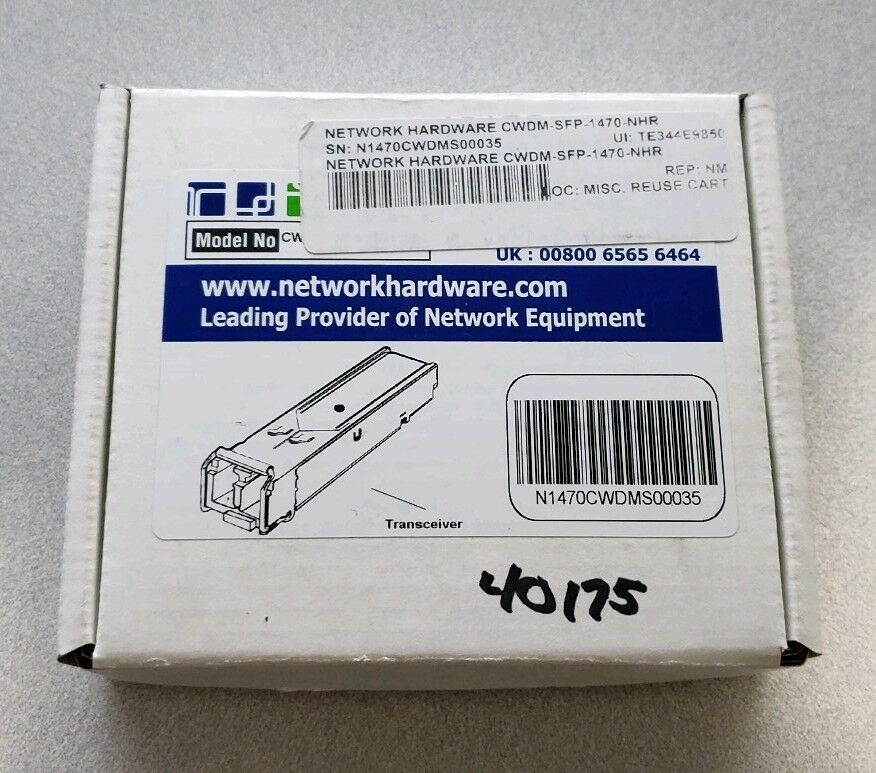 NETWORK HARDWARE CWDM-SFP-1470-NHR
SN: N1470CWDMS00035 UI: TE344E9850
NETWORK HARDWARE CWDM-SFP-1470-NHR
REP: NM
OC: MISC. REUSE CART
Model No CW
UK : 00800 6565 6464
www.networkhardware.com
Leading Provider of Network Equipment
N1470CWDMS00035
Transceiver
40175